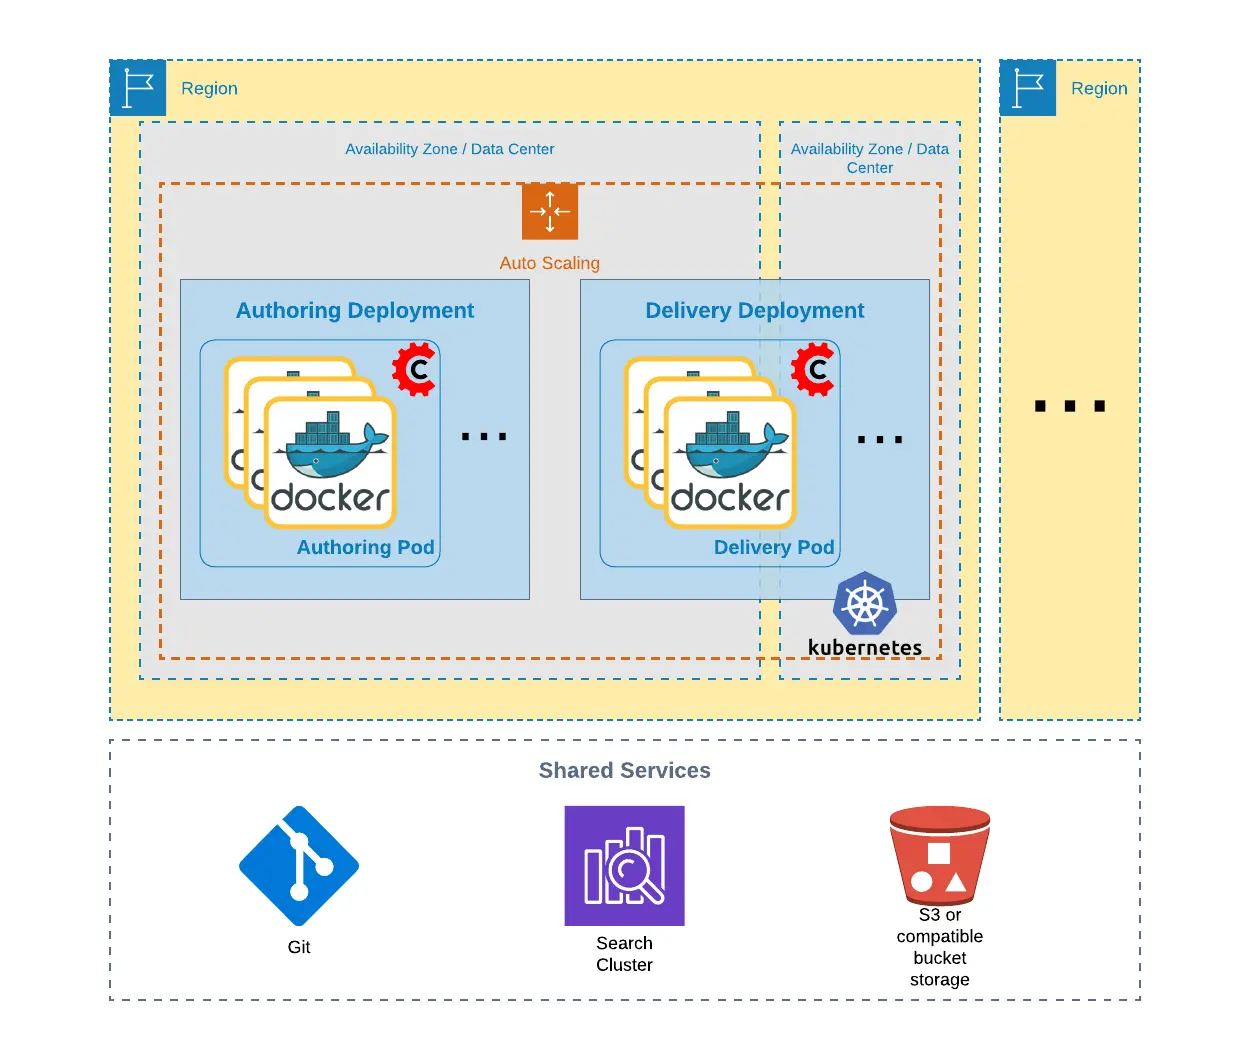 Region
Region
Availability Zone / Data Center
Availability Zone / Data
Center
Auto Scaling
Authoring Deployment
Delivery Deployment
C
C
docker
docker
Authoring Pod
Delivery Pod
kubernetes
Shared Services
Git
Search
Cluster
S3 or
compatible
bucket
storage